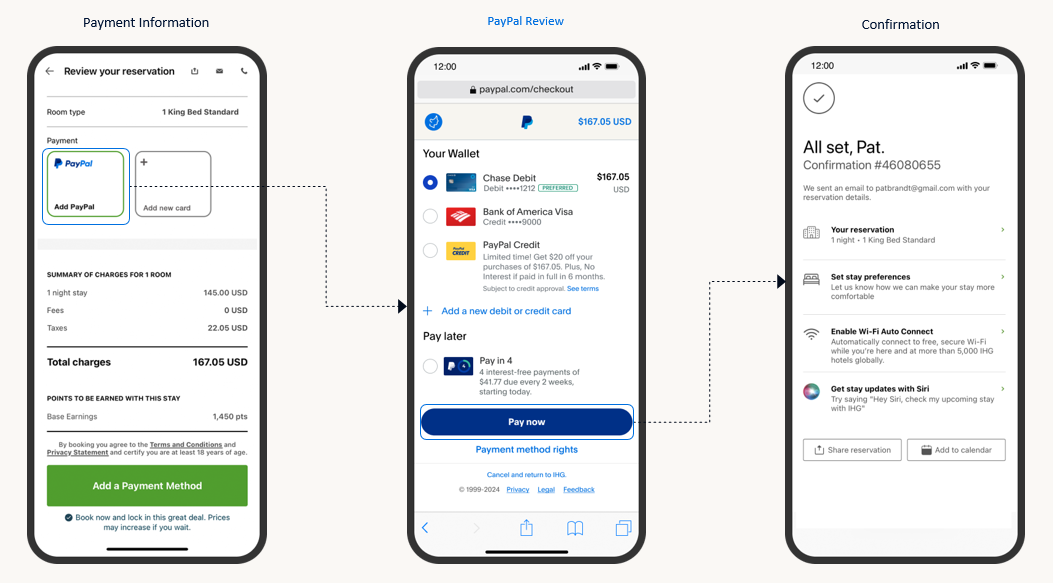 Payment Information
Review your reservation
Room type 1 King Bed Standard
Payment
PayPal
Add PayPal
+
Add new card
SUMMARY OF CHARGES FOR 1 ROOM
1 night stay 145.00 USD
Fees 0 USD
Taxes 22.05 USD
Total charges 167.05 USD
POINTS TO BE EARNED WITH THIS STAY
Base Earnings 1,450 pts
By booking you agree to the Terms and Conditions and
Privacy Statement and certify you are at least 18 years of age.
Add a Payment Method
Book now and lock in this great deal. Prices
may increase if you wait.
PayPal Review
12:00
paypal.com/checkout
$167.05 USD
Your Wallet
Chase Debit $167.05
Debit ••••1212 PREFERRED USD
Bank of America Visa
Credit ••••9000
PayPal
CREDIT
PayPal Credit
Limited time! Get $20 off your
purchases of $167.05. Plus, No
Interest if paid in full in 6 months.
Subject to credit approval. See terms
+ Add a new debit or credit card
Pay later
Pay in 4
4 interest-free payments of
$41.77 due every 2 weeks,
starting today.
Pay now
Payment method rights
Cancel and return to IHG.
© 1999-2024 Privacy Legal Feedback
Confirmation
12:00
All set, Pat.
Confirmation #46080655
We sent an email to patbrandt@gmail.com with your
reservation details.
Your reservation
1 night • 1 King Bed Standard
Set stay preferences
Let us know how we can make your stay more
comfortable
Enable Wi-Fi Auto Connect
Automatically connect to free, secure Wi-Fi
while you're here and at more than 5,000 IHG
hotels globally.
Get stay updates with Siri
Try saying "Hey Siri, check my upcoming stay
with IHG"
Share reservation
Add to calendar